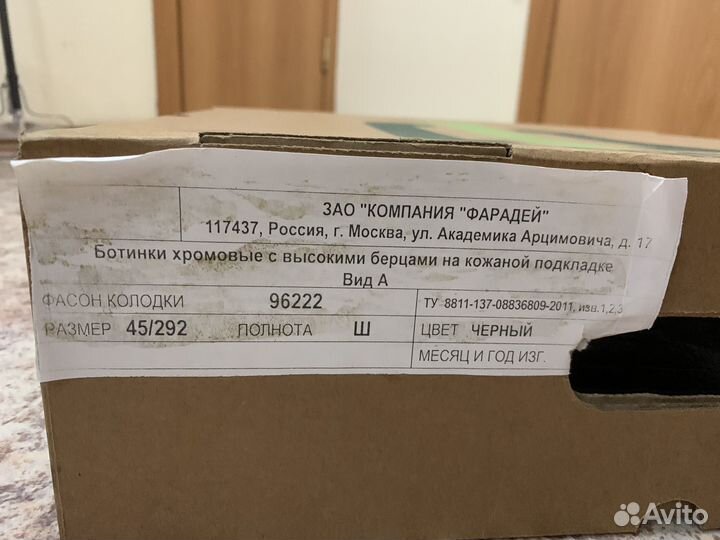 ЗАО "КОМПАНИЯ "ФАРАДЕЙ"
117437, Россия, г. Москва, ул. Академика Арцимовича, д. 17
Ботинки хромовые с высокими берцами на кожаной подкладке
Вид А
ФАСОН КОЛОДКИ 96222 ТУ 8811-137-08836809-2011, изв.1,2,3
РАЗМЕР 45/292 ПОЛНОТА Ш ЦВЕТ ЧЕРНЫЙ
МЕСЯЦ И ГОД ИЗГ.
Avito